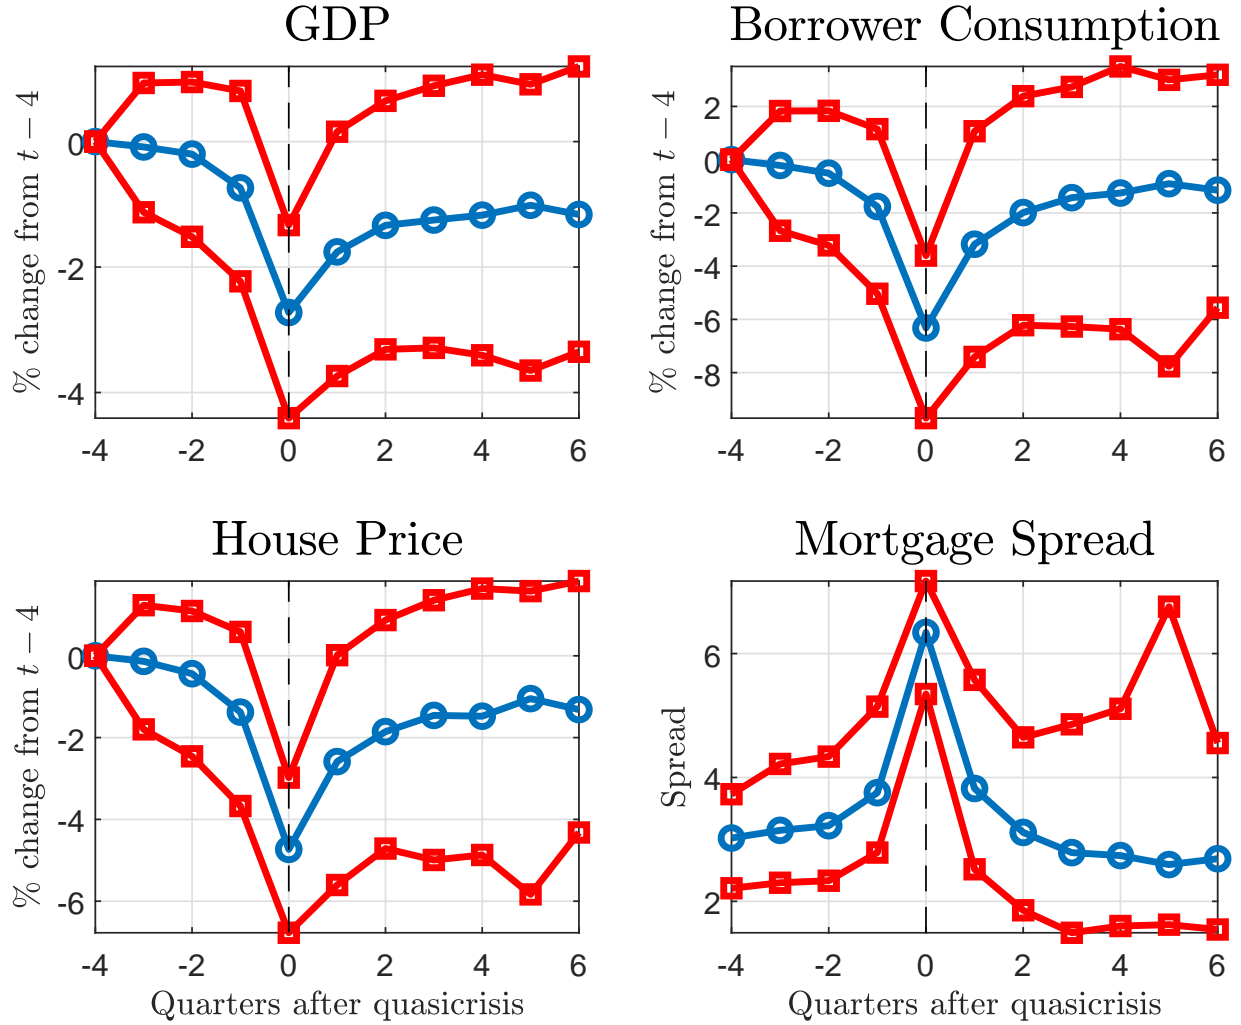 GDP
% change from t − 4
0
-2
-4
-4 -2 0 2 4 6
Borrower Consumption
% change from t − 4
2
0
-2
-4
-6
-8
-4 -2 0 2 4 6
House Price
% change from t − 4
0
-2
-4
-6
-4 -2 0 2 4 6
Quarters after quasicrisis
Mortgage Spread
Spread
6
4
2
-4 -2 0 2 4 6
Quarters after quasicrisis